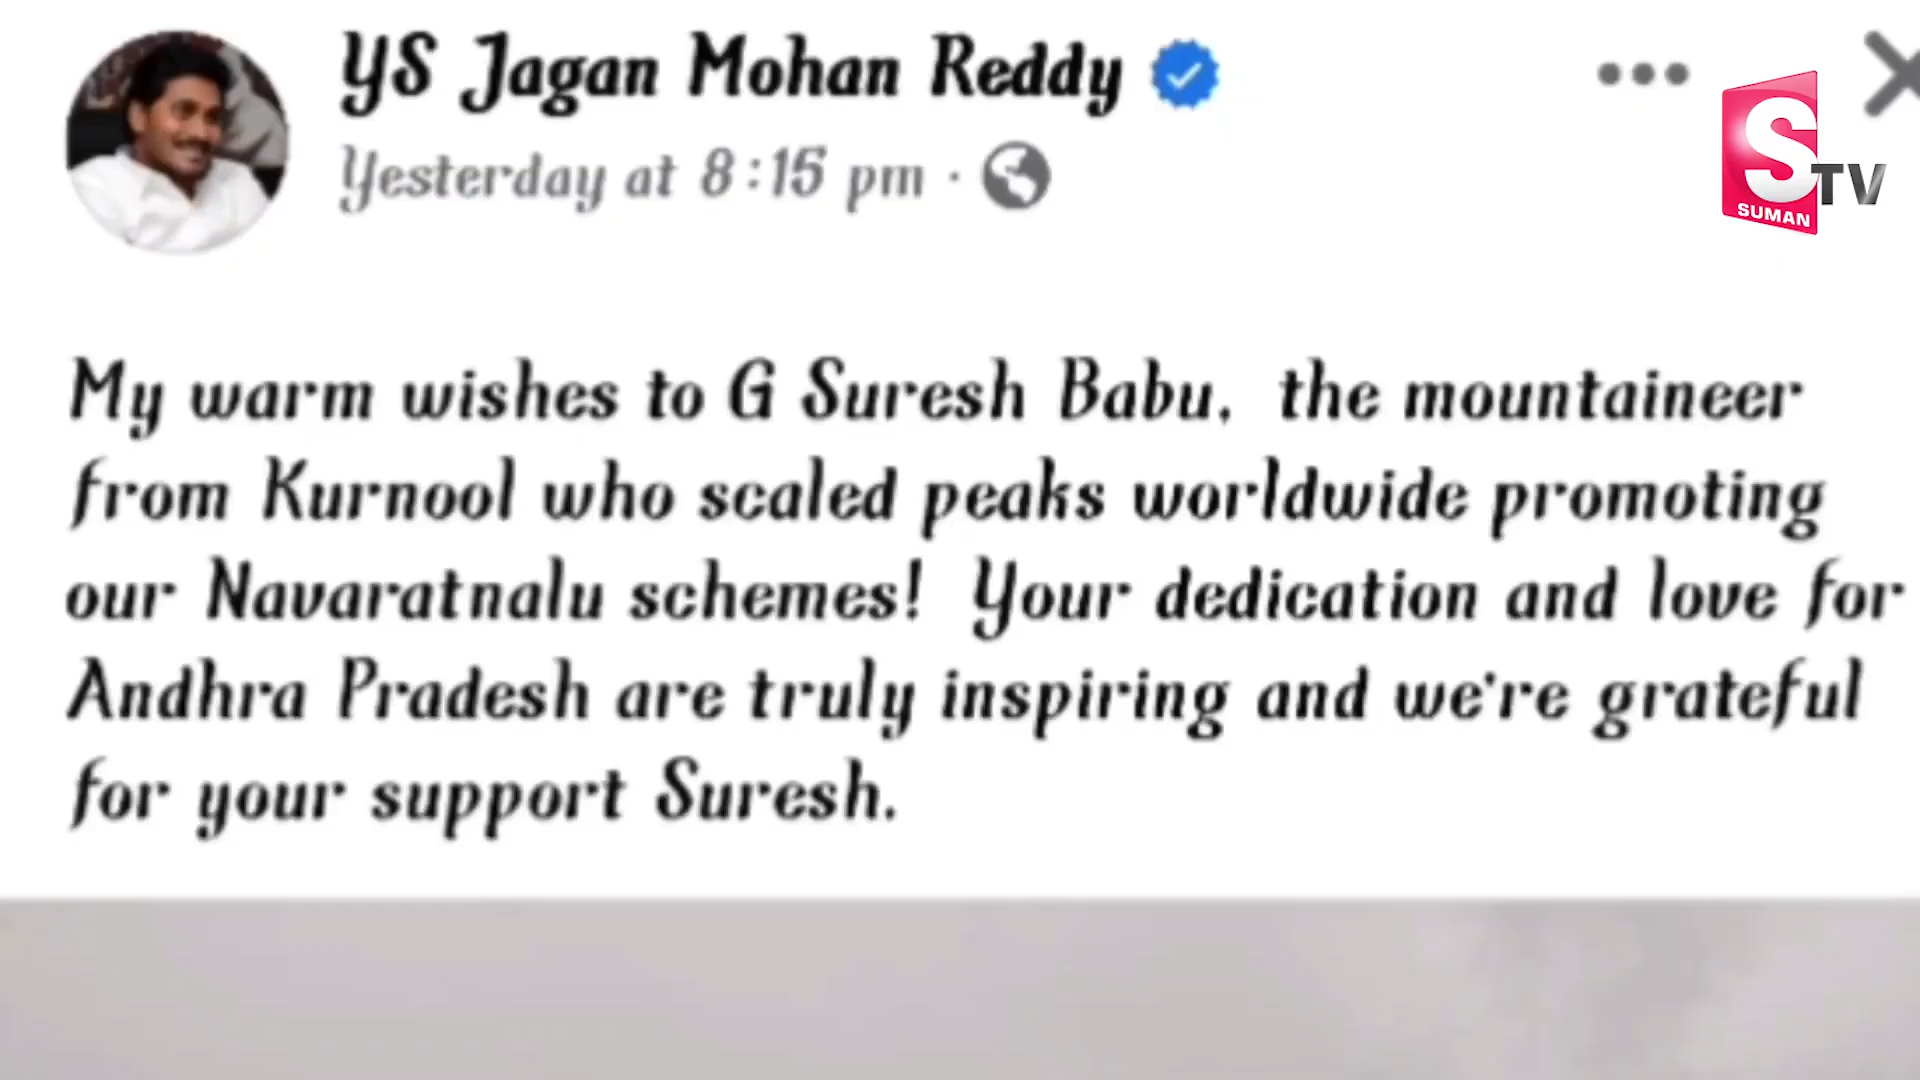 YS Jagan Mohan Reddy
Yesterday at 8:15 pm ·
S TV
SUMAN
My warm wishes to G Suresh Babu, the mountaineer
from Kurnool who scaled peaks worldwide promoting
our Navaratnalu schemes! Your dedication and love for
Andhra Pradesh are truly inspiring and we're grateful
for your support Suresh.